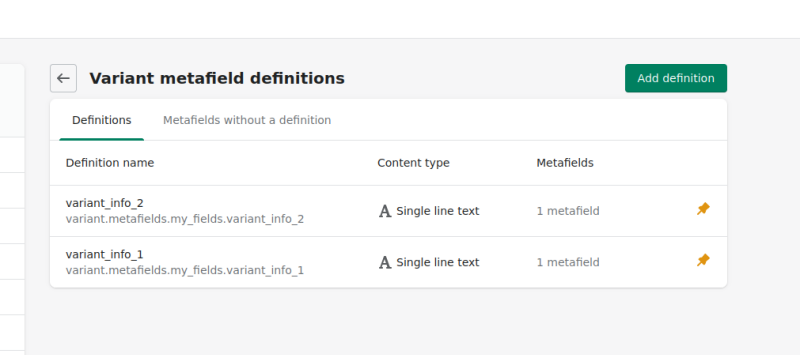 Variant metafield definitions
Add definition
Definitions
Metafields without a definition
Definition name
Content type
Metafields
variant_info_2
variant.metafields.my_fields.variant_info_2
A Single line text
1 metafield
variant_info_1
variant.metafields.my_fields.variant_info_1
A Single line text
1 metafield